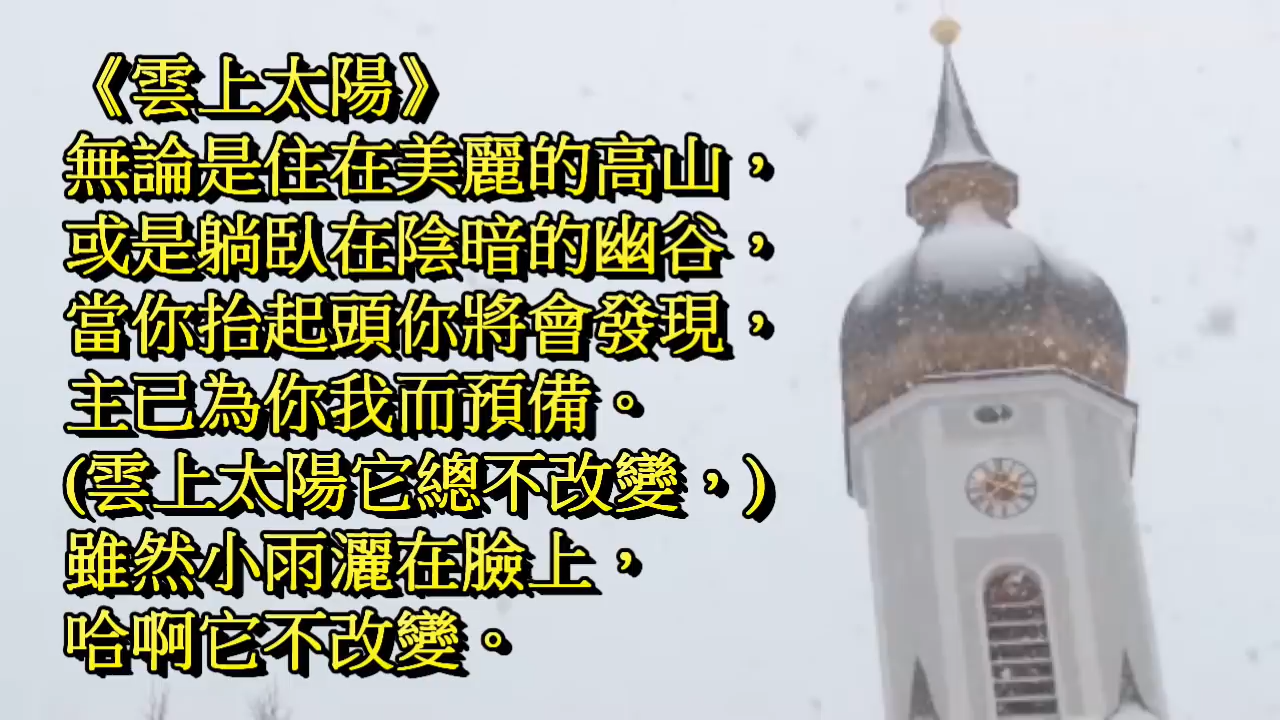 《雲上太陽》
無論是住在美麗的高山，
或是躺臥在陰暗的幽谷，
當你抬起頭你將會發現，
主已為你我而預備。
(雲上太陽它總不改變，)
雖然小雨灑在臉上，
哈啊它不改變。